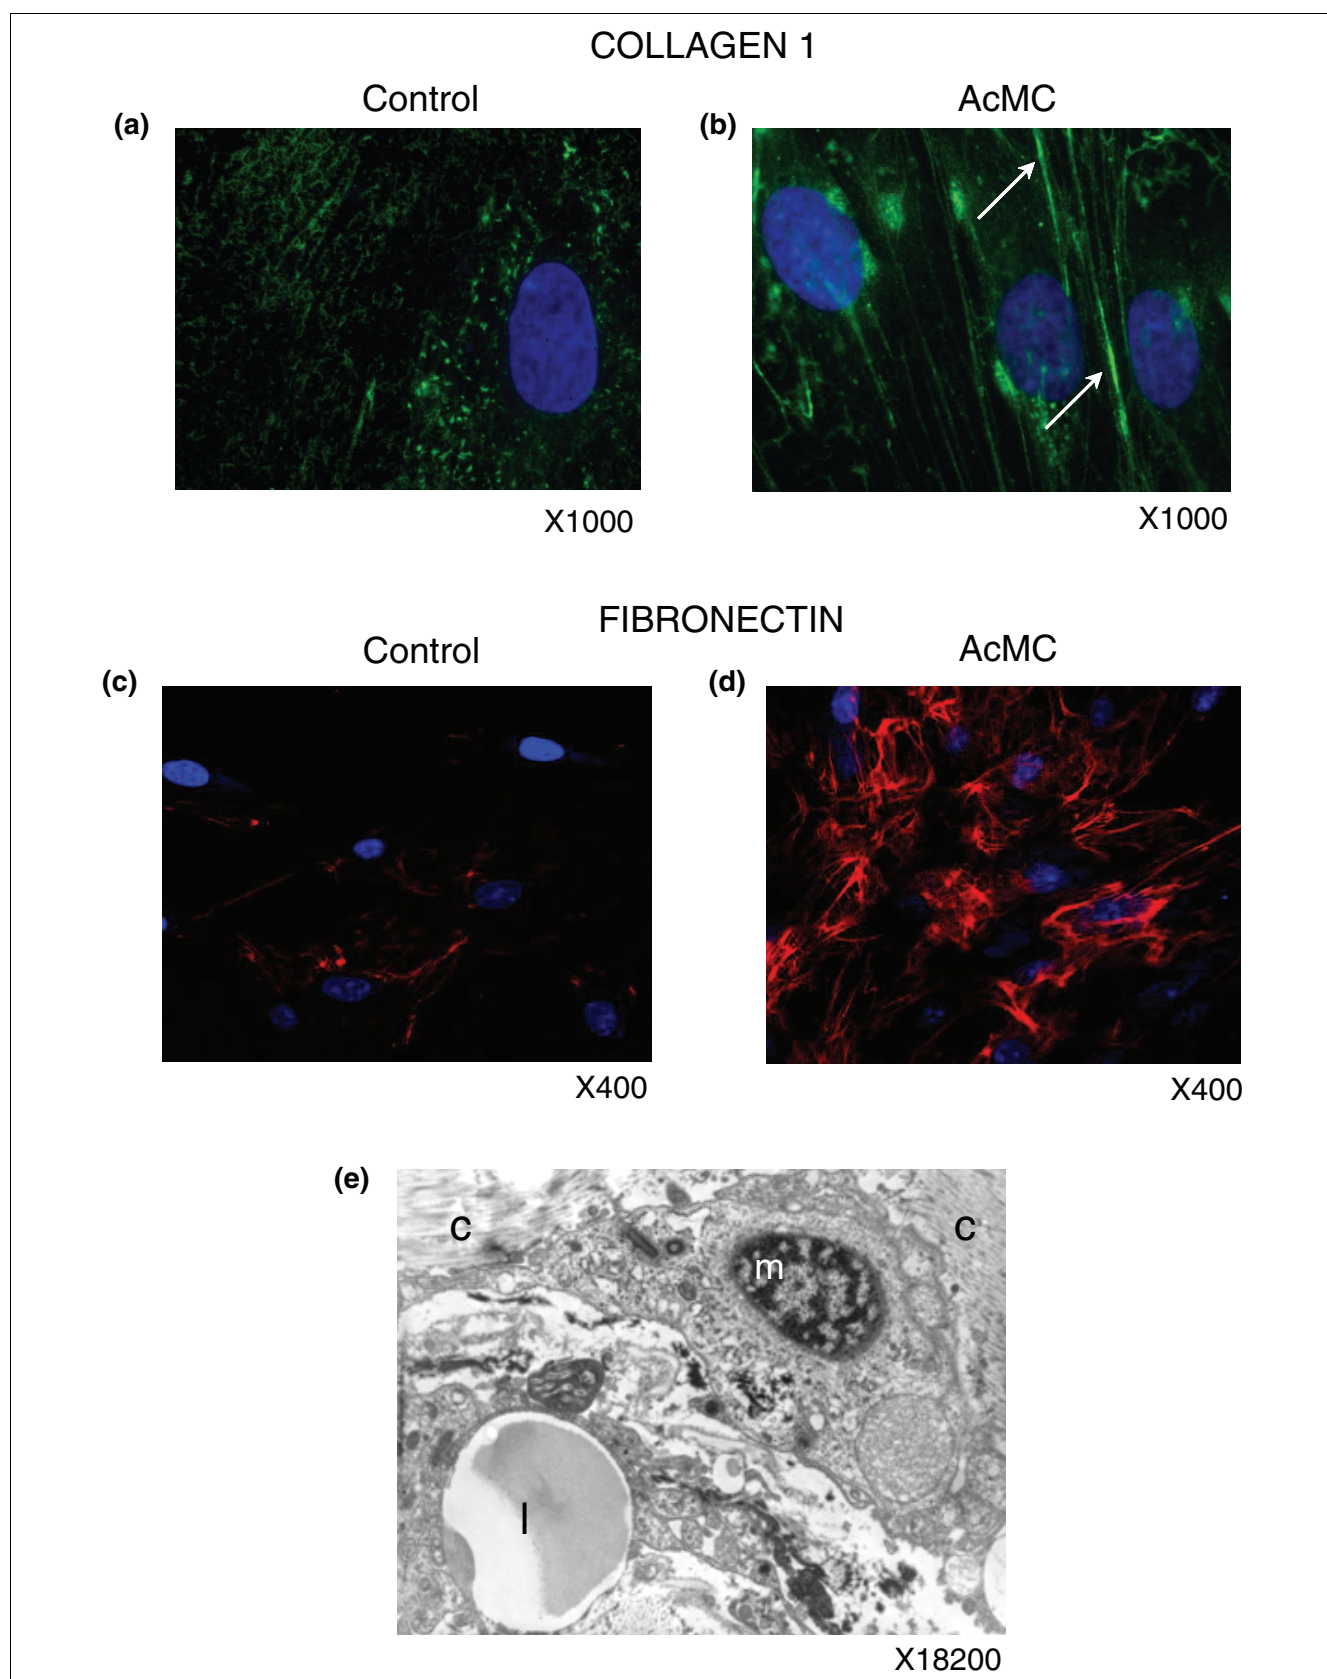 COLLAGEN 1
Control
AcMC
(a)
(b)
X1000
X1000
FIBRONECTIN
Control
AcMC
(c)
(d)
X400
X400
(e)
c
c
m
l
X18200